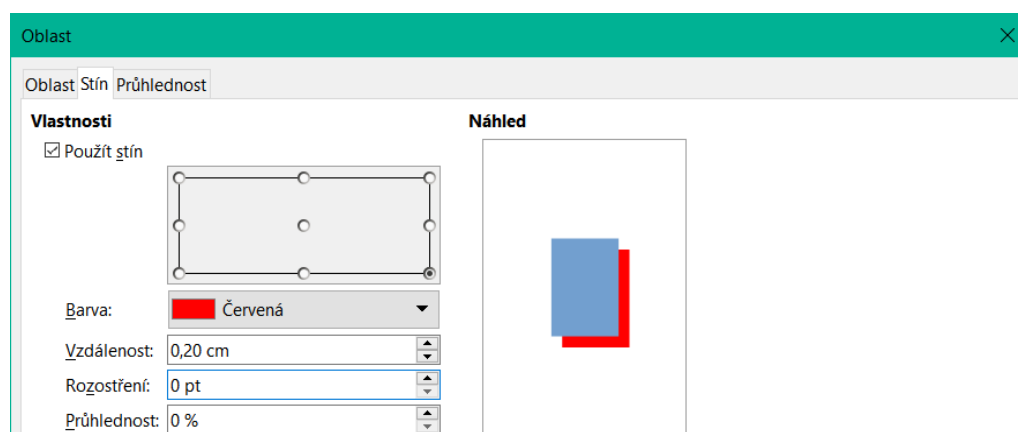 Oblast
Oblast Stín Průhlednost
Vlastnosti
Náhled
Použít stín
Barva: Červená
Vzdálenost: 0,20 cm
Rozostření: 0 pt
Průhlednost: 0 %